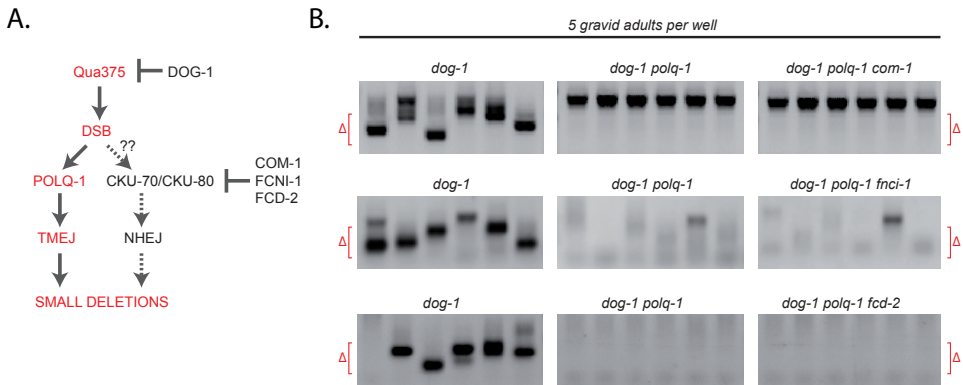 A.
Qua375
DOG-1
DSB
??
POLQ-1
CKU-70/CKU-80
COM-1
FCNI-1
FCD-2
TMEJ
NHEJ
SMALL DELETIONS
B.
5 gravid adults per well
dog-1
dog-1 polq-1
dog-1 polq-1 com-1
Δ
Δ
dog-1
dog-1 polq-1
dog-1 polq-1 fnci-1
Δ
Δ
dog-1
dog-1 polq-1
dog-1 polq-1 fcd-2
Δ
Δ